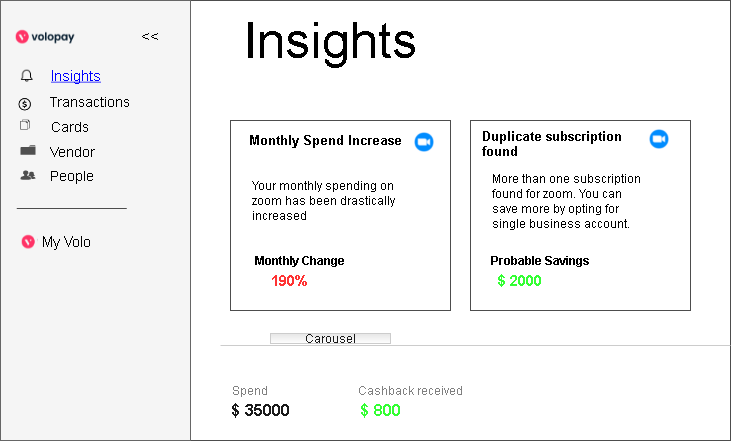 volopay <<
Insights
Transactions
Cards
Vendor
People
My Volo
Insights
Monthly Spend Increase
Your monthly spending on
zoom has been drastically
increased
Monthly Change
190%
Duplicate subscription
found
More than one subscription
found for zoom. You can
save more by opting for
single business account.
Probable Savings
$ 2000
Carousel
Spend
$ 35000
Cashback received
$ 800